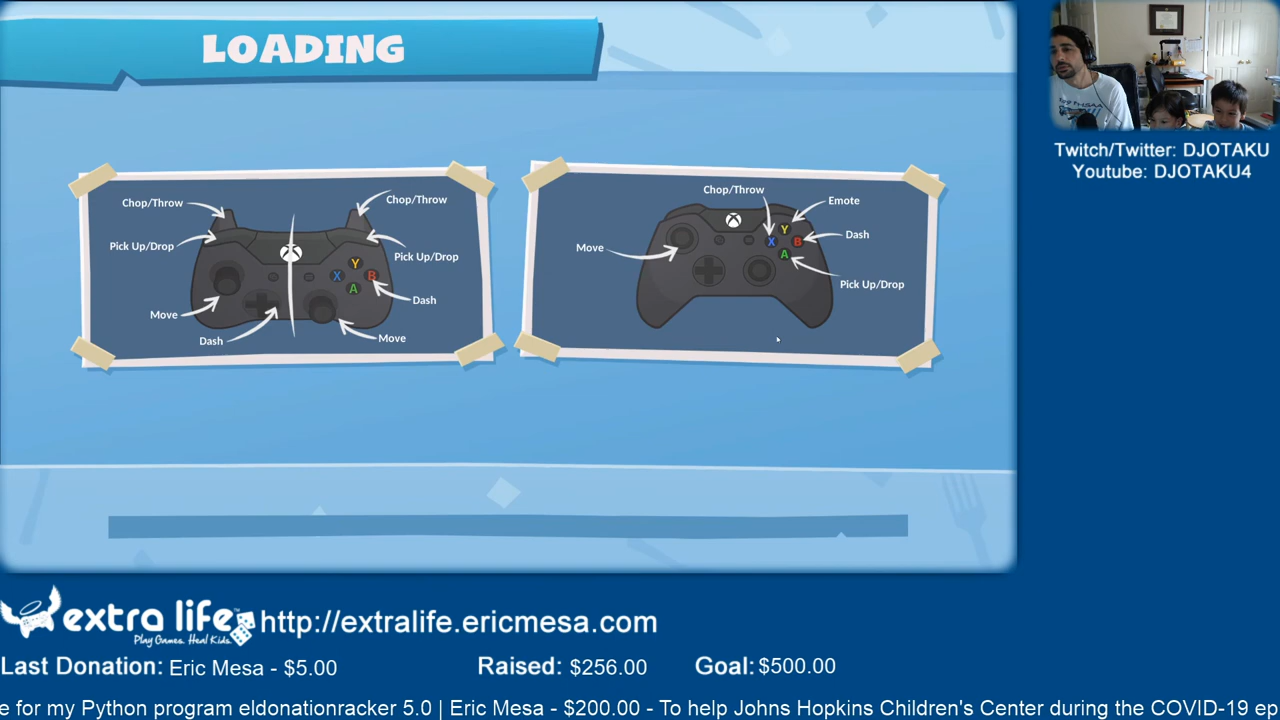 LOADING
Chop/Throw
Chop/Throw
Pick Up/Drop
Pick Up/Drop
Y
X
B
A
Dash
Move
Dash
Move
Chop/Throw
Emote
Y
Move
X
B
Dash
A
Pick Up/Drop
Twitch/Twitter: DJOTAKU
Youtube: DJOTAKU4
extra life
Play Games. Heal Kids.
http://extralife.ericmesa.com
Last Donation: Eric Mesa - $5.00
Raised: $256.00
Goal: $500.00
e for my Python program eldonationracker 5.0 | Eric Mesa - $200.00 - To help Johns Hopkins Children's Center during the COVID-19 ep